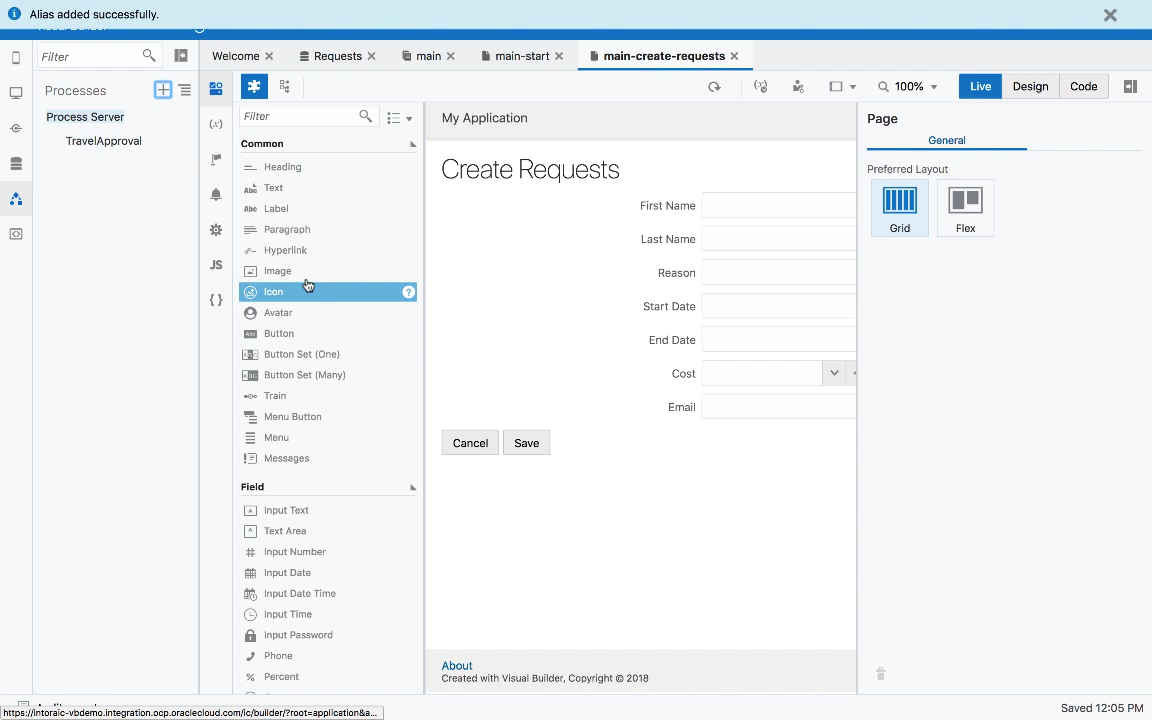 Alias added successfully.
Filter
Welcome
Requests
main
main-start
main-create-requests
Processes
Process Server
TravelApproval
100%
Live
Design
Code
Filter
(x)
JS
{ }
Common
Heading
Abc Text
Abc Label
Paragraph
Hyperlink
Image
Icon
?
Avatar
Button
Button Set (One)
Button Set (Many)
Train
Menu Button
Menu
Messages
Field
Input Text
Text Area
Input Number
Input Date
Input Date Time
Input Time
Input Password
Phone
% Percent
My Application
Create Requests
First Name
Last Name
Reason
Start Date
End Date
Cost
Email
Cancel
Save
About
Created with Visual Builder, Copyright © 2018
Page
General
Preferred Layout
Grid
Flex
https://intoraic-vbdemo.integration.ocp.oraclecloud.com/ic/builder/?root=application&a...
Saved 12:05 PM